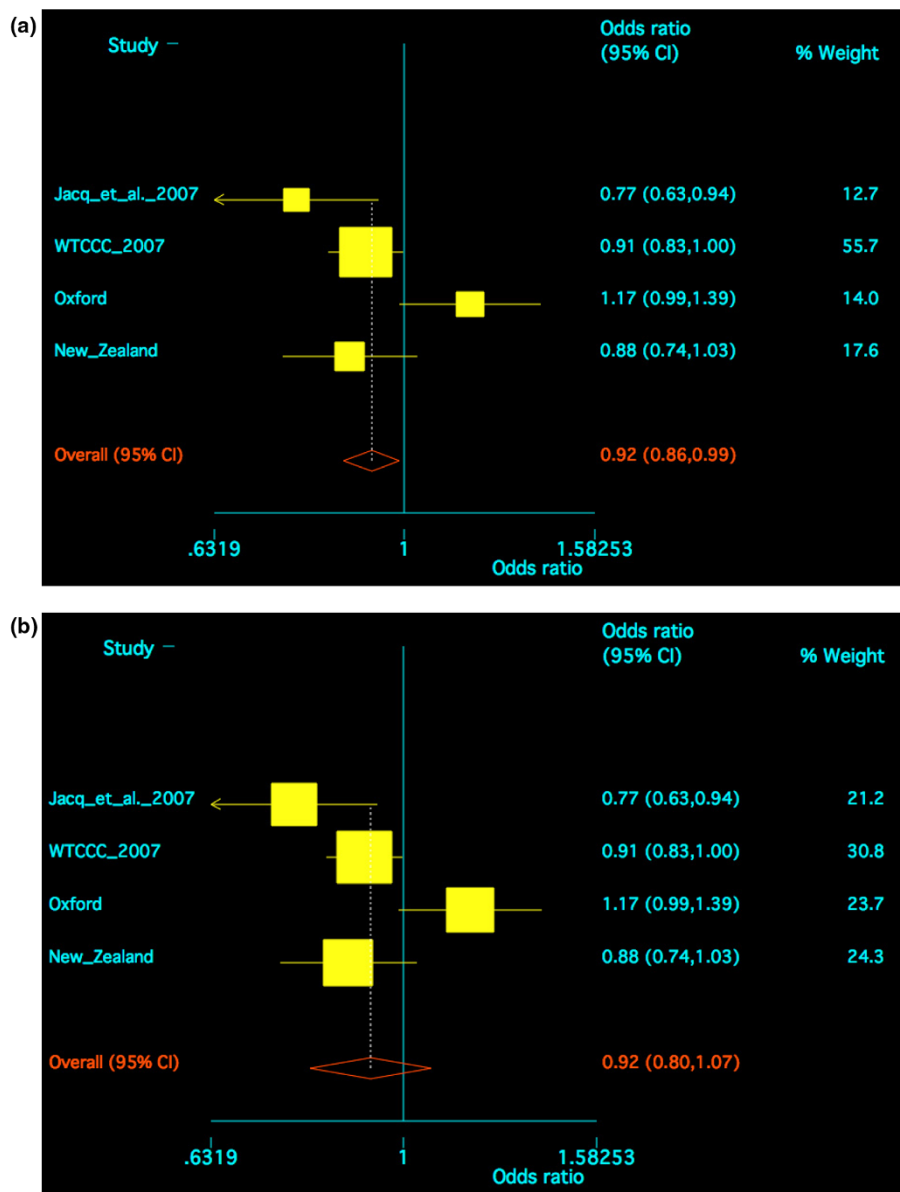 (a)
Study
Odds ratio
(95% CI) % Weight
Jacq_et_al._2007 0.77 (0.63,0.94) 12.7
WTCCC_2007 0.91 (0.83,1.00) 55.7
Oxford 1.17 (0.99,1.39) 14.0
New_Zealand 0.88 (0.74,1.03) 17.6
Overall (95% CI) 0.92 (0.86,0.99)
.6319 1 1.58253
Odds ratio
(b)
Study
Odds ratio
(95% CI) % Weight
Jacq_et_al._2007 0.77 (0.63,0.94) 21.2
WTCCC_2007 0.91 (0.83,1.00) 30.8
Oxford 1.17 (0.99,1.39) 23.7
New_Zealand 0.88 (0.74,1.03) 24.3
Overall (95% CI) 0.92 (0.80,1.07)
.6319 1 1.58253
Odds ratio